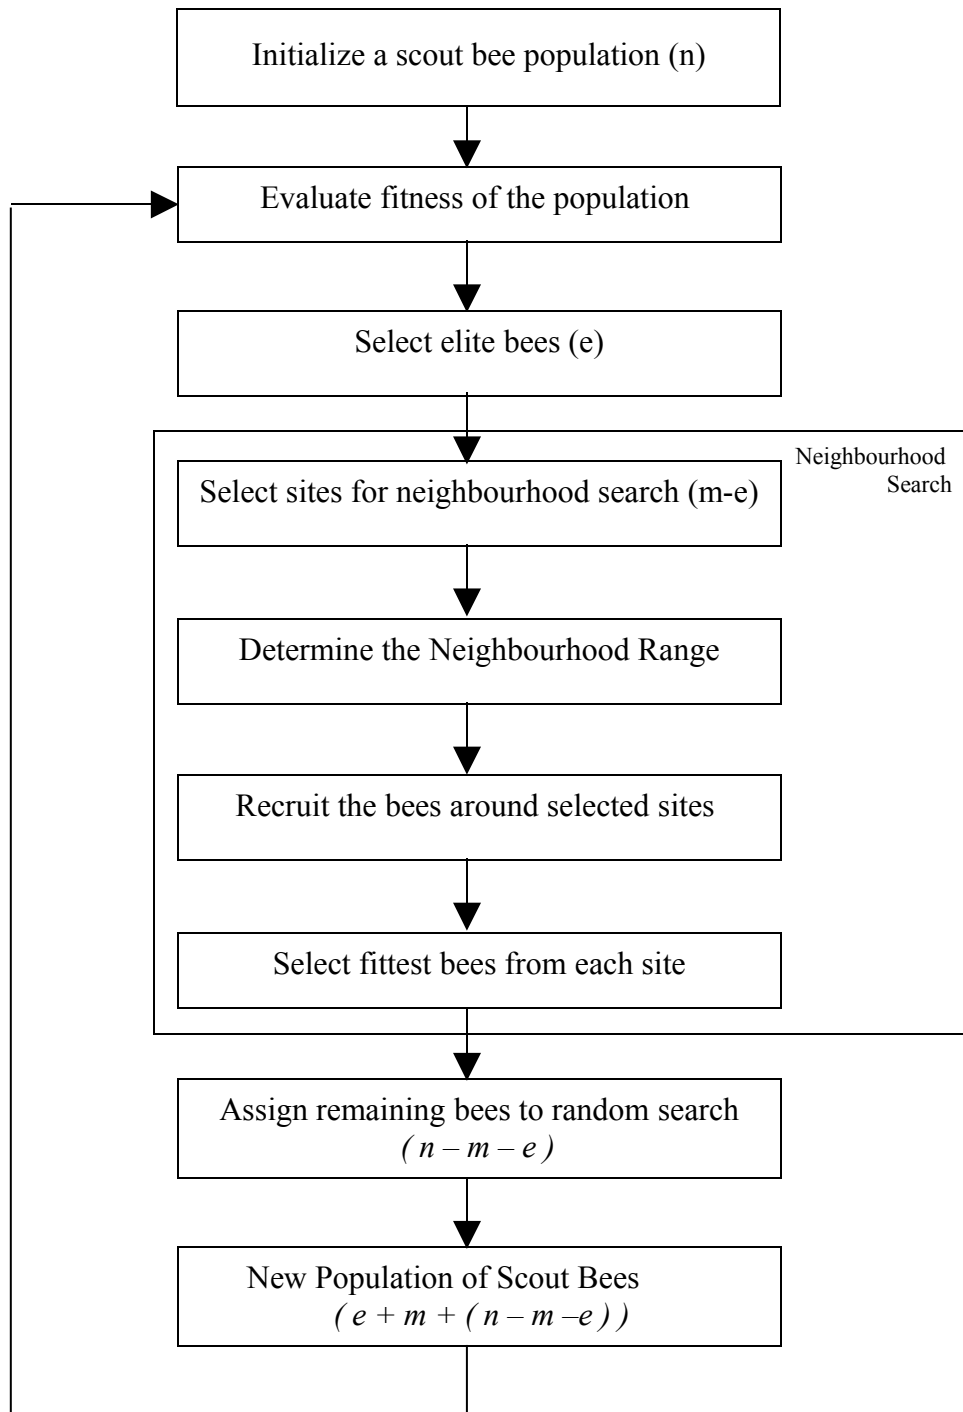 Initialize a scout bee population (n)
Evaluate fitness of the population
Select elite bees (e)
Neighbourhood
Search
Select sites for neighbourhood search (m-e)
Determine the Neighbourhood Range
Recruit the bees around selected sites
Select fittest bees from each site
Assign remaining bees to random search
( n – m – e )
New Population of Scout Bees
( e + m + ( n – m –e ) )